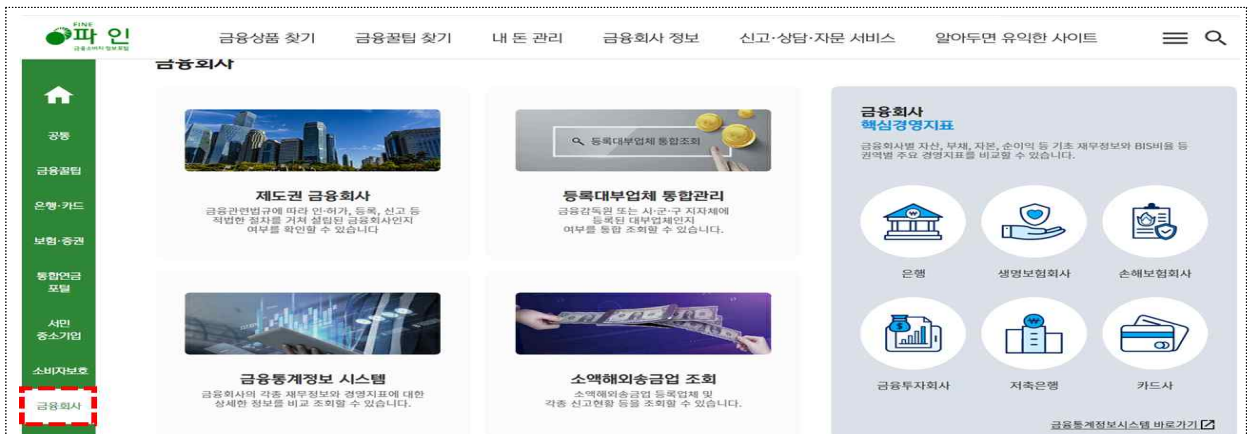 FINE
파인
금융소비자 정보포털
금융상품 찾기
금융꿀팁 찾기
내 돈 관리
금융회사 정보
신고·상담·자문 서비스
알아두면 유익한 사이트
공통
금융꿀팁
은행·카드
보험·증권
통합연금
포털
서민
중소기업
소비자보호
금융회사
금융회사
제도권 금융회사
금융관련법규에 따라 인·허가, 등록, 신고 등
적법한 절차를 거쳐 설립된 금융회사인지
여부를 확인할 수 있습니다
등록대부업체 통합조회
등록대부업체 통합관리
금융감독원 또는 시·군·구 지자체에
등록된 대부업체인지
여부를 통합 조회할 수 있습니다.
금융통계정보 시스템
금융회사의 각종 재무정보와 경영지표에 대한
상세한 정보를 비교 조회할 수 있습니다.
소액해외송금업 조회
소액해외송금업 등록업체 및
각종 신고현황 등을 조회할 수 있습니다.
금융회사
핵심경영지표
금융회사별 자산, 부채, 자본, 순이익 등 기초 재무정보와 BIS비율 등
권역별 주요 경영지표를 비교할 수 있습니다.
은행
생명보험회사
손해보험회사
금융투자회사
저축은행
카드사
금융통계정보시스템 바로가기